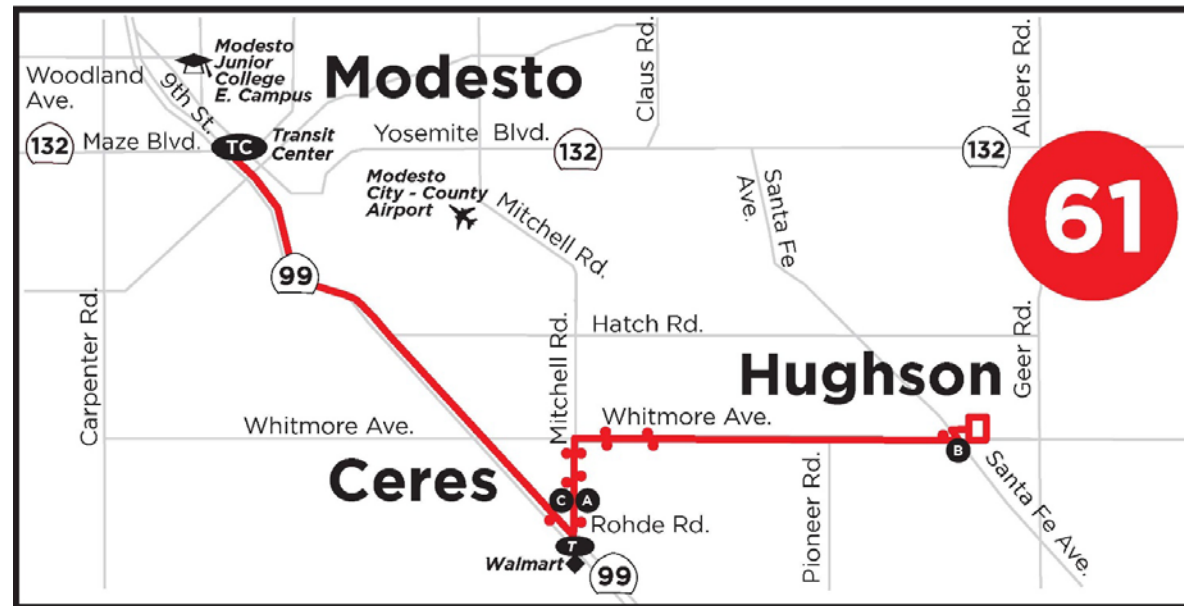 Modesto
Junior
College
E. Campus
Modesto
Claus Rd.
Albers Rd.
Woodland
Ave.
9th St.
132
Maze Blvd.
TC
Transit
Center
Yosemite Blvd.
132
132
61
Modesto
City - County
Airport
Mitchell Rd.
Santa Fe
Ave.
99
Carpenter Rd.
Hatch Rd.
Mitchell Rd.
Geer Rd.
Hughson
Whitmore Ave.
Whitmore Ave.
B
Ceres
C
A
Pioneer Rd.
Santa Fe Ave.
Rohde Rd.
T
Walmart
99